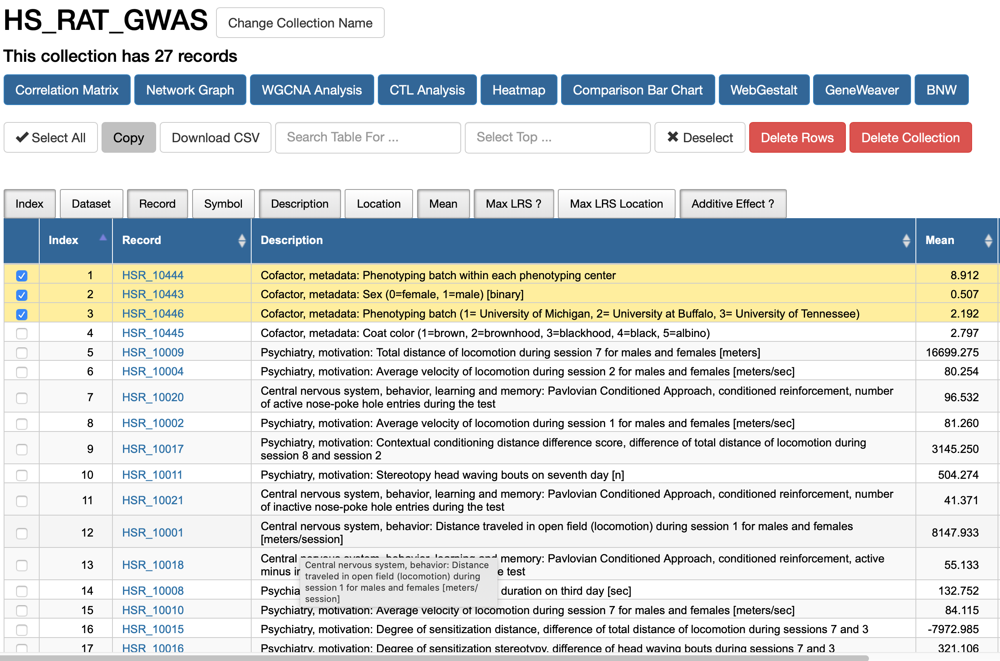 HS_RAT_GWAS Change Collection Name
This collection has 27 records
Correlation Matrix Network Graph WGCNA Analysis CTL Analysis Heatmap Comparison Bar Chart WebGestalt GeneWeaver BNW
Select All Copy Download CSV Search Table For ... Select Top ... Deselect Delete Rows Delete Collection
Index Dataset Record Symbol Description Location Mean Max LRS ? Max LRS Location Additive Effect ?
Index Record Description Mean
1 HSR_10444 Cofactor, metadata: Phenotyping batch within each phenotyping center 8.912
2 HSR_10443 Cofactor, metadata: Sex (0=female, 1=male) [binary] 0.507
3 HSR_10446 Cofactor, metadata: Phenotyping batch (1= University of Michigan, 2= University at Buffalo, 3= University of Tennessee) 2.192
4 HSR_10445 Cofactor, metadata: Coat color (1=brown, 2=brownhood, 3=blackhood, 4=black, 5=albino) 2.797
5 HSR_10009 Psychiatry, motivation: Total distance of locomotion during session 7 for males and females [meters] 16699.275
6 HSR_10004 Psychiatry, motivation: Average velocity of locomotion during session 2 for males and females [meters/sec] 80.254
7 HSR_10020 Central nervous system, behavior, learning and memory: Pavlovian Conditioned Approach, conditioned reinforcement, number 96.532
of active nose-poke hole entries during the test
8 HSR_10002 Psychiatry, motivation: Average velocity of locomotion during session 1 for males and females [meters/sec] 81.260
9 HSR_10017 Psychiatry, motivation: Contextual conditioning distance difference score, difference of total distance of locomotion during 3145.250
session 8 and session 2
10 HSR_10011 Psychiatry, motivation: Stereotopy head waving bouts on seventh day [n] 504.274
11 HSR_10021 Central nervous system, behavior, learning and memory: Pavlovian Conditioned Approach, conditioned reinforcement, number 41.371
of inactive nose-poke hole entries during the test
12 HSR_10001 Central nervous system, behavior: Distance traveled in open field (locomotion) during session 1 for males and females 8147.933
[meters/session]
13 HSR_10018 Central nervous system, behavior, learning and memory: Pavlovian Conditioned Approach, conditioned reinforcement, active 55.133
minus test
Central nervous system, behavior: Distance
traveled in open field (locomotion) during
session 1 for males and females [meters/
session]
14 HSR_10008 duration on third day [sec] 132.752
15 HSR_10010 Psychiatry, motivation: Average velocity of locomotion during session 7 for males and females [meters/sec] 84.115
16 HSR_10015 Psychiatry, motivation: Degree of sensitization distance, difference of total distance of locomotion during sessions 7 and 3 -7972.985
17 HSR_10016 Psychiatry, motivation: Degree of sensitization stereotypy, difference of head waving bouts during sessions 7 and 3 321.106